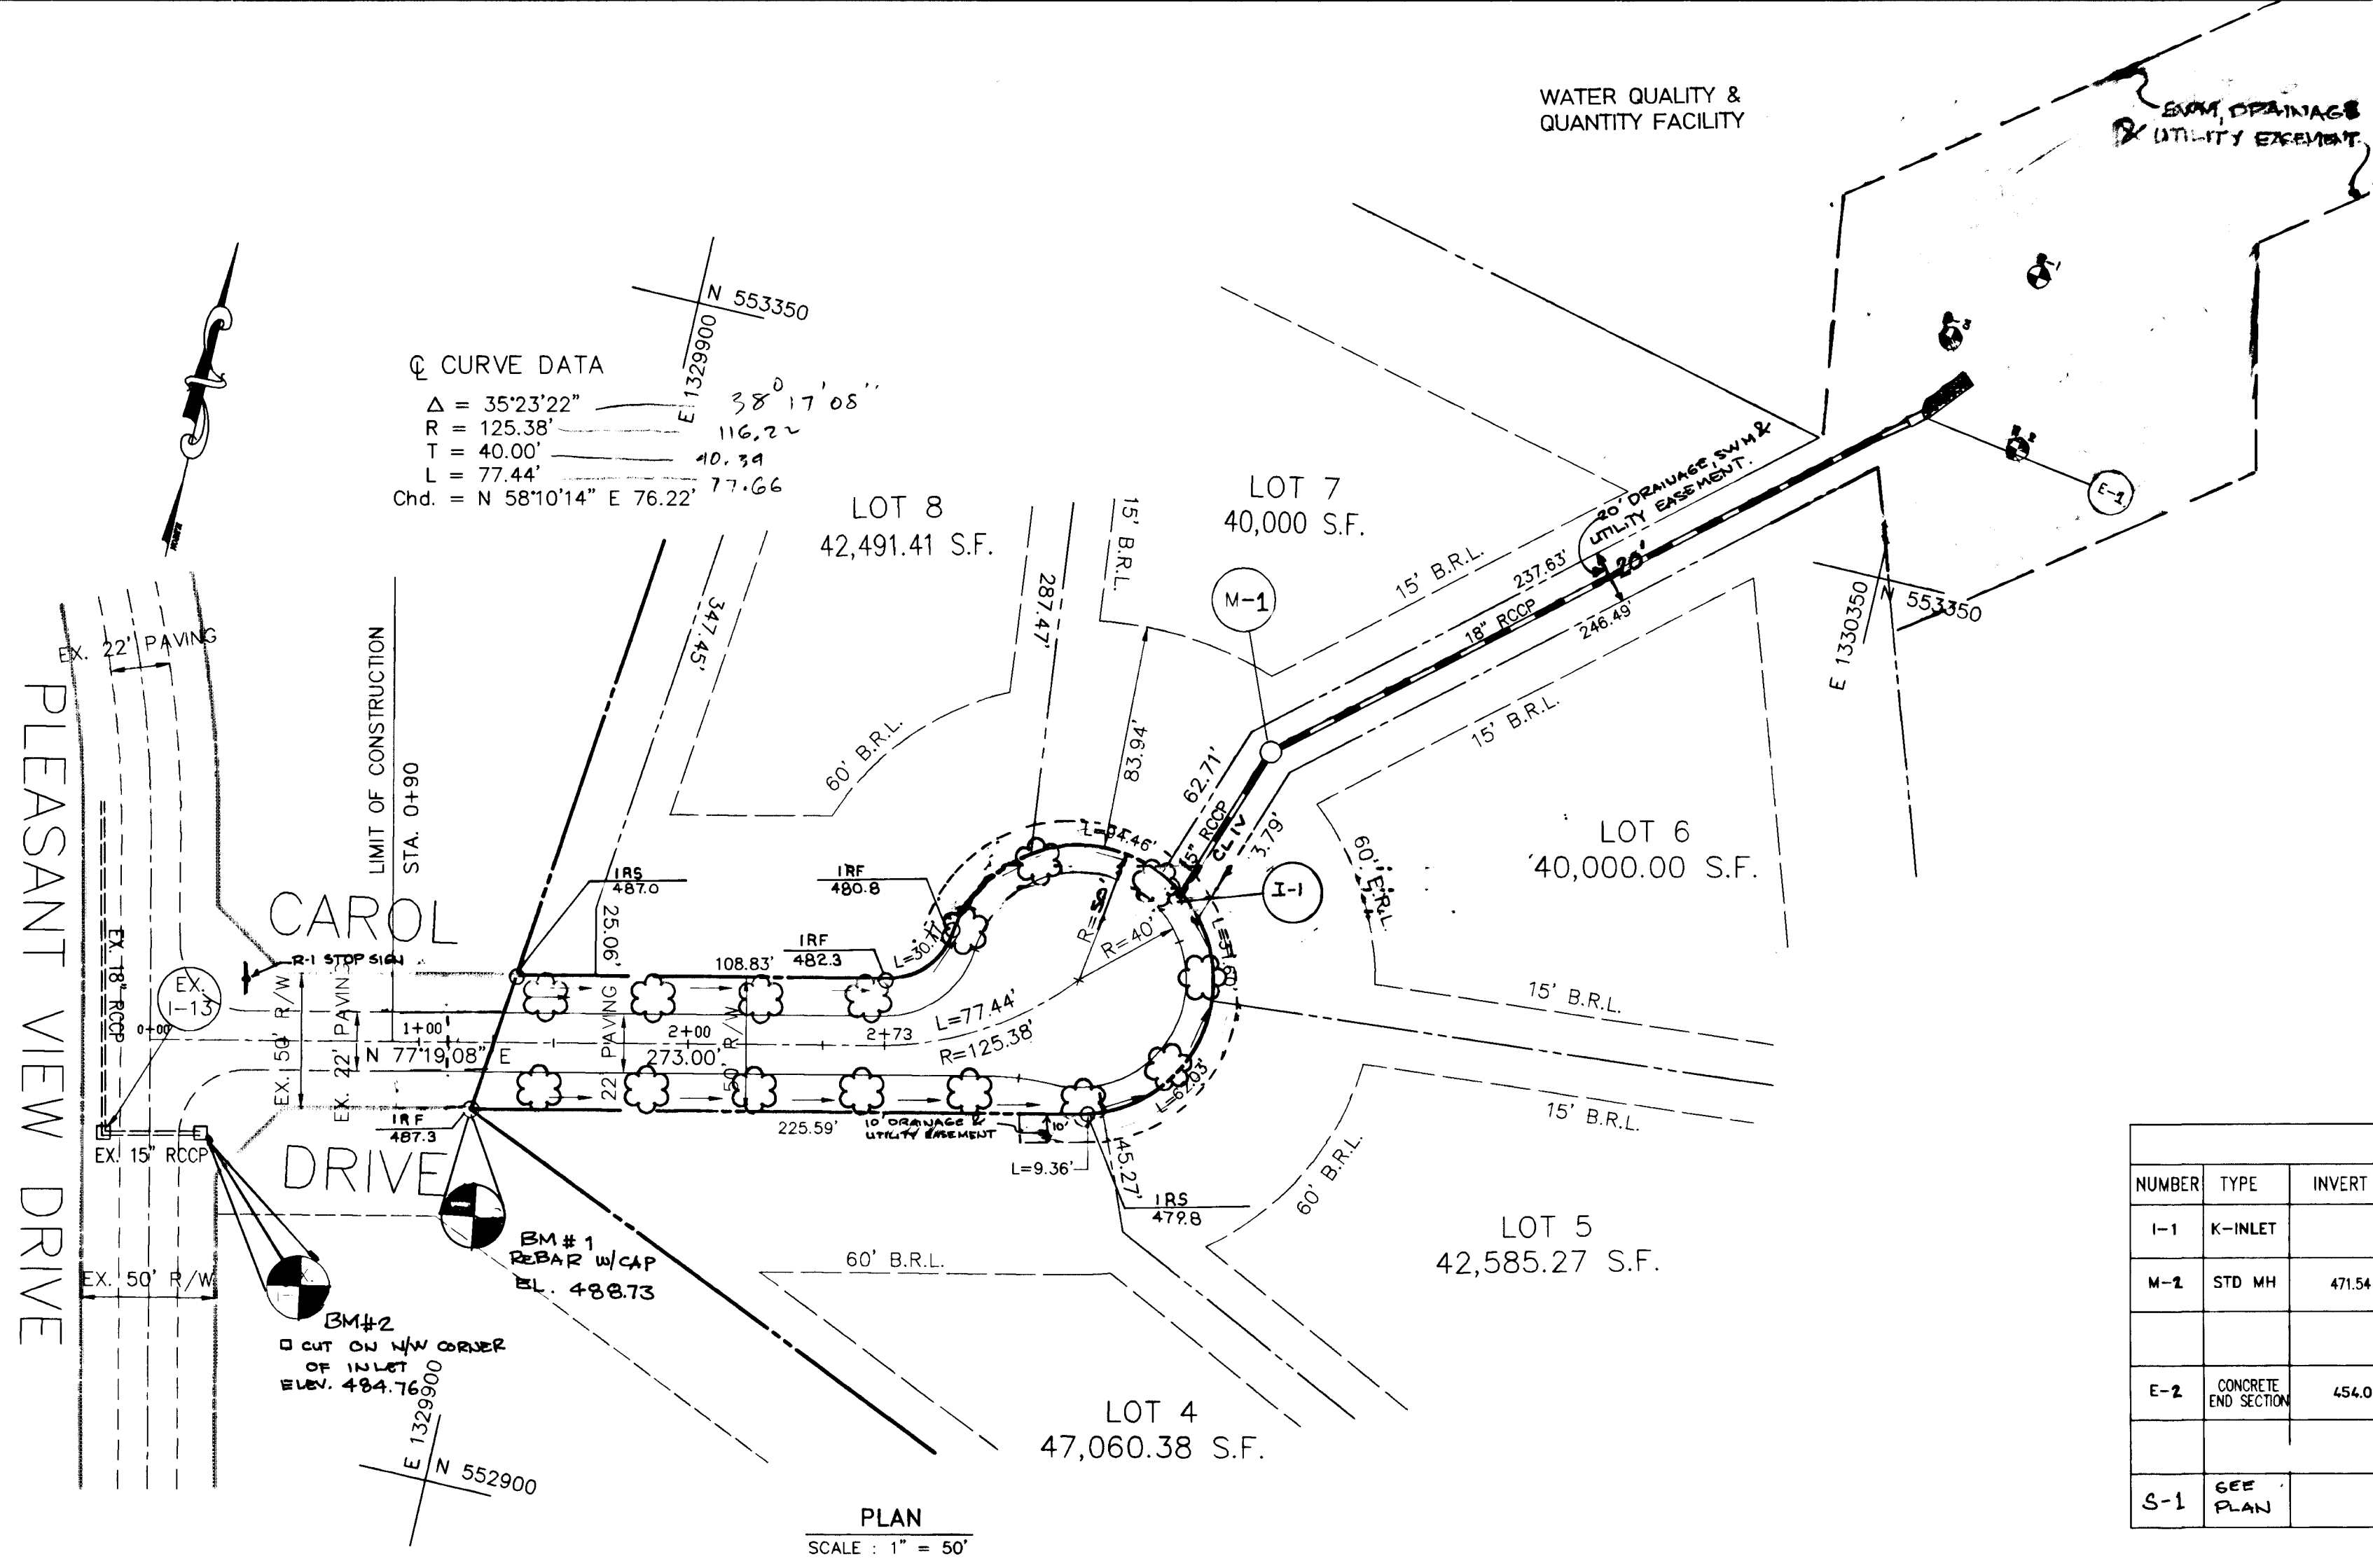 WATER QUALITY &
QUANTITY FACILITY
DRAINAGE
& UTILITY EASEMENT
N 553350
E 1329900
℄ CURVE DATA
Δ = 35°23'22" 38°17'08"
R = 125.38' 116.22
T = 40.00' 40.39
L = 77.44' 77.66
Chd. = N 58°10'14" E 76.22'
LOT 8
42,491.41 S.F.
LOT 7
40,000 S.F.
15' B.R.L.
287.47'
347.45'
M-1
15' B.R.L.
237.63'
20' DRAINAGE, SWM &
UTILITY EASEMENT.
20'
18" RCCP
246.49'
15' B.R.L.
E-2
E 1330350
N 553350
EX. 22' PAVING
PLEASANT VIEW DRIVE
LIMIT OF CONSTRUCTION
STA. 0+90
60' B.R.L.
83.94'
62.71'
15" RCCP
CL IV
3.79'
I-1
LOT 6
40,000.00 S.F.
60' B.R.L.
CAROL
DRIVE
R-1 STOP SIGN
EX. 18" RCCP
EX.
I-13
EX. 50' R/W
EX. 22' PAVING
IRS
487.0
25.06'
IRF
480.8
IRF
482.3
108.83'
L=94.46'
R=50'
R=40'
L=77.44'
R=125.38'
0+00
1+00
2+00
2+73
N 77°19'08" E
273.00'
22' PAVING
50' R/W
15' B.R.L.
15' B.R.L.
L=62.03'
IRF
487.3
225.59'
10' DRAINAGE &
UTILITY EASEMENT
10'
L=9.36'
45.27'
IRS
479.8
EX. 15" RCCP
EX. 50' R/W
BM # 1
REBAR W/CAP
EL. 488.73
BM#2
□ CUT ON N/W CORNER
OF INLET
ELEV. 484.76
60' B.R.L.
60' B.R.L.
LOT 5
42,585.27 S.F.
LOT 4
47,060.38 S.F.
E 1329900
N 552900
PLAN
SCALE : 1" = 50'
NUMBER TYPE INVERT
I-1 K-INLET
M-2 STD MH 471.54
E-2 CONCRETE
END SECTION 454.0
S-1 SEE
PLAN